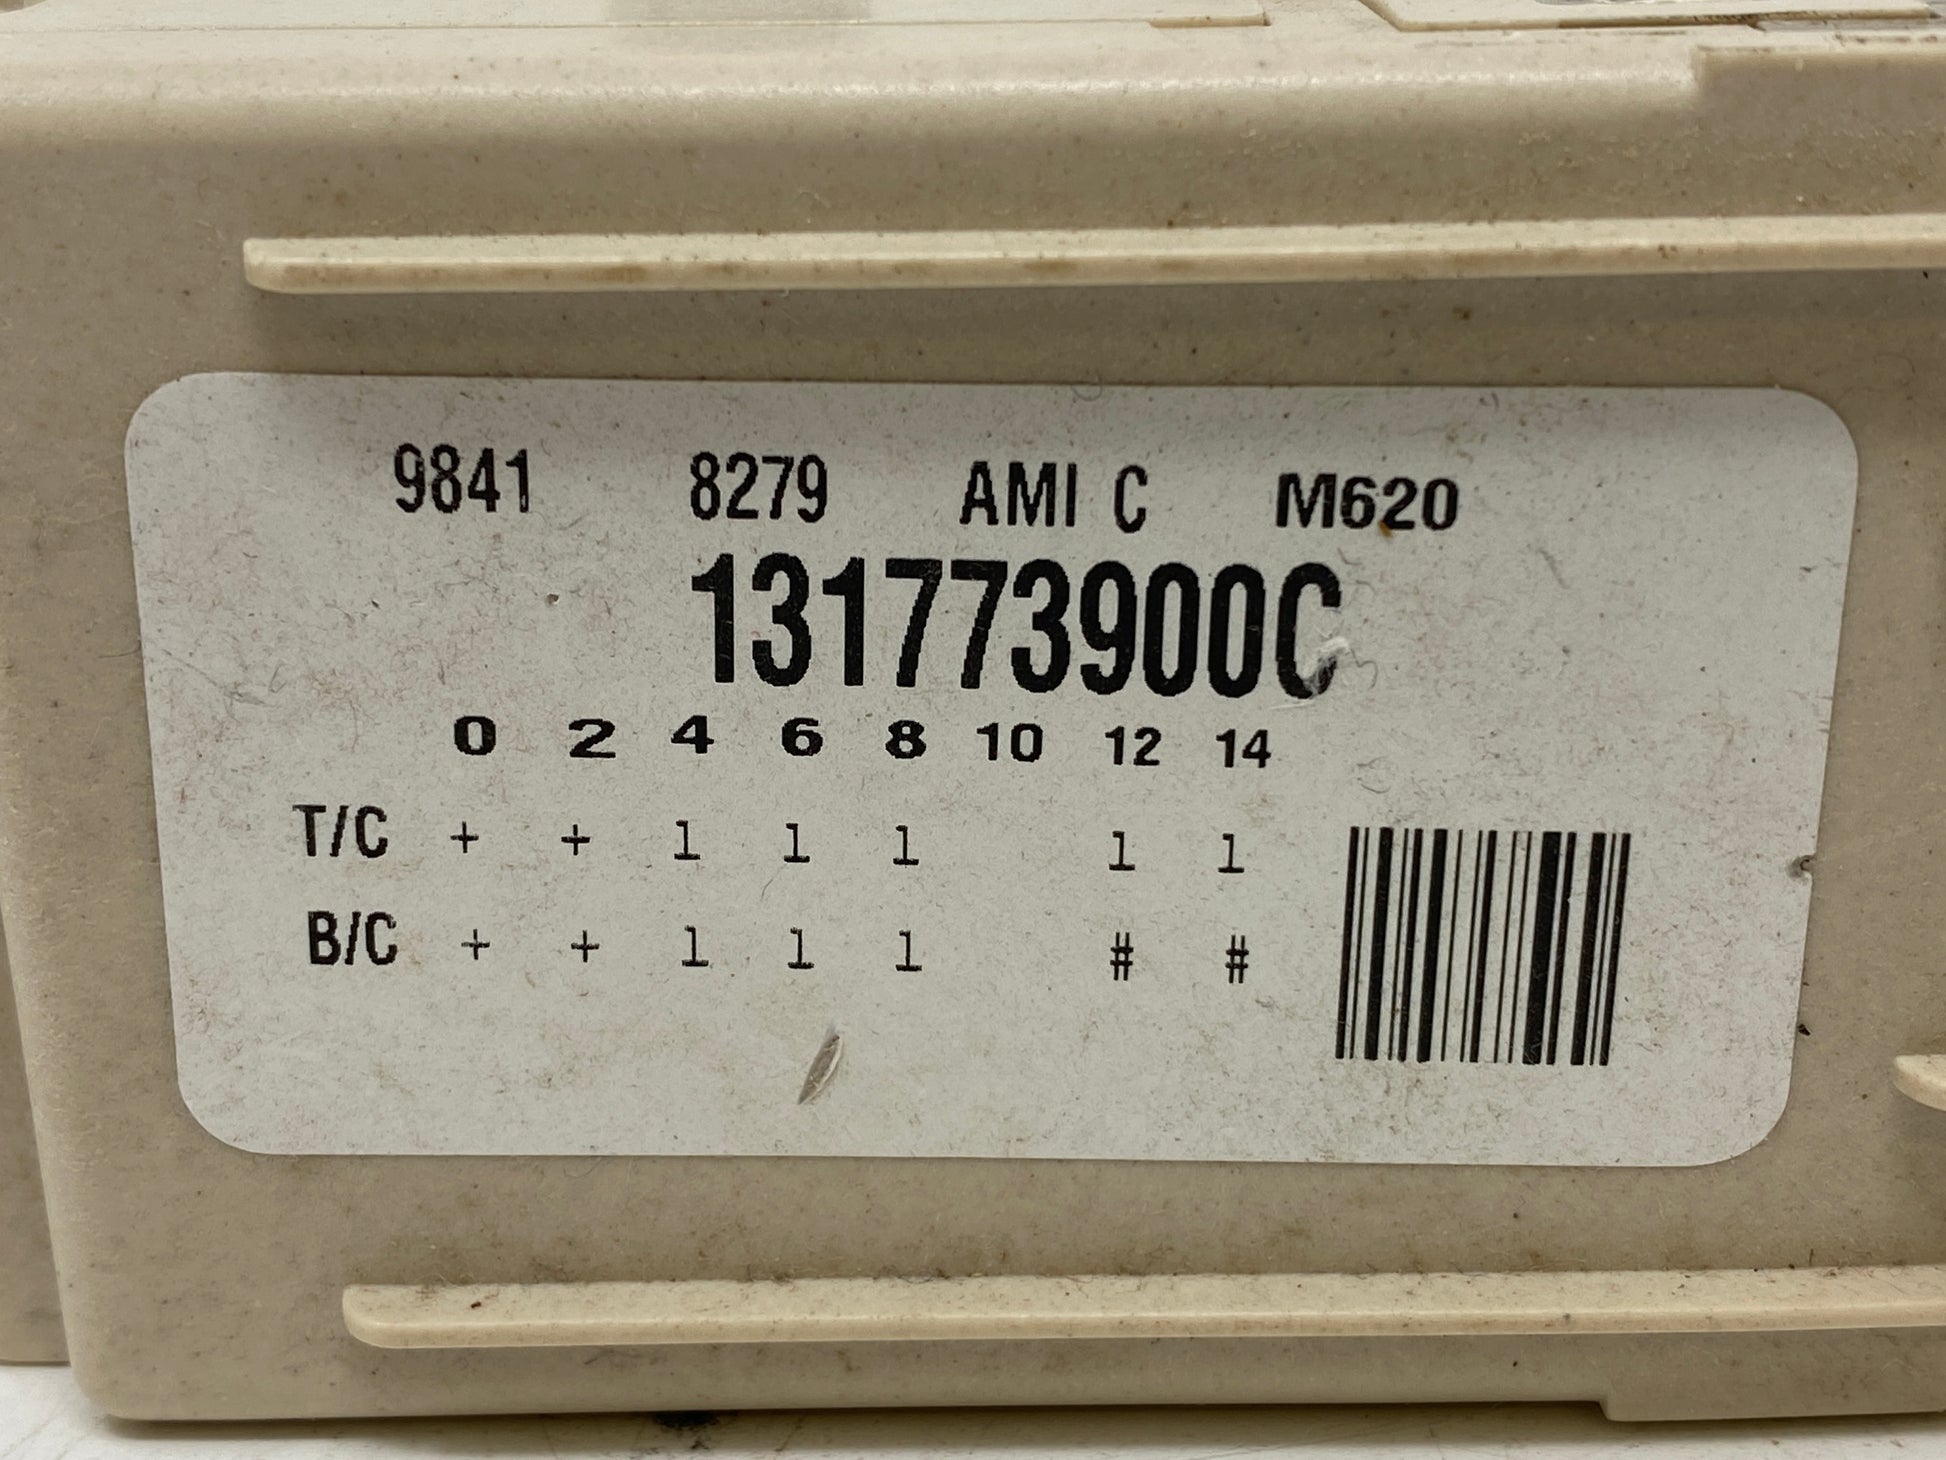 9841 8279 AMI C M620
131773900C
0 2 4 6 8 10 12 14
T/C + + 1 1 1 1 1
B/C + + 1 1 1 # #